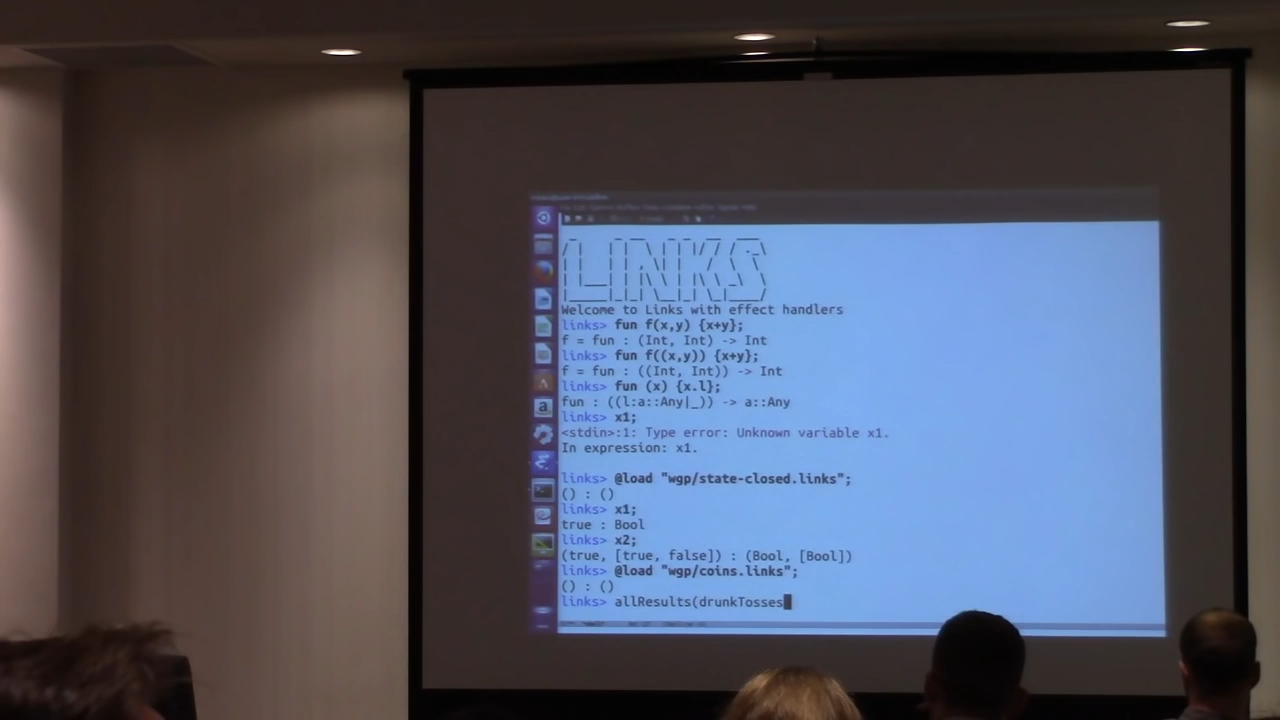 LINKS
Welcome to Links with effect handlers
links> fun f(x,y) {x+y};
f = fun : (Int, Int) -> Int
links> fun f((x,y)) {x+y};
f = fun : ((Int, Int)) -> Int
links> fun (x) {x.l};
fun : ((l:a::Any|_)) -> a::Any
links> x1;
<stdin>:1: Type error: Unknown variable x1.
In expression: x1.
links> @load "wgp/state-closed.links";
() : ()
links> x1;
true : Bool
links> x2;
(true, [true, false]) : (Bool, [Bool])
links> @load "wgp/coins.links";
() : ()
links> allResults(drunkTosses